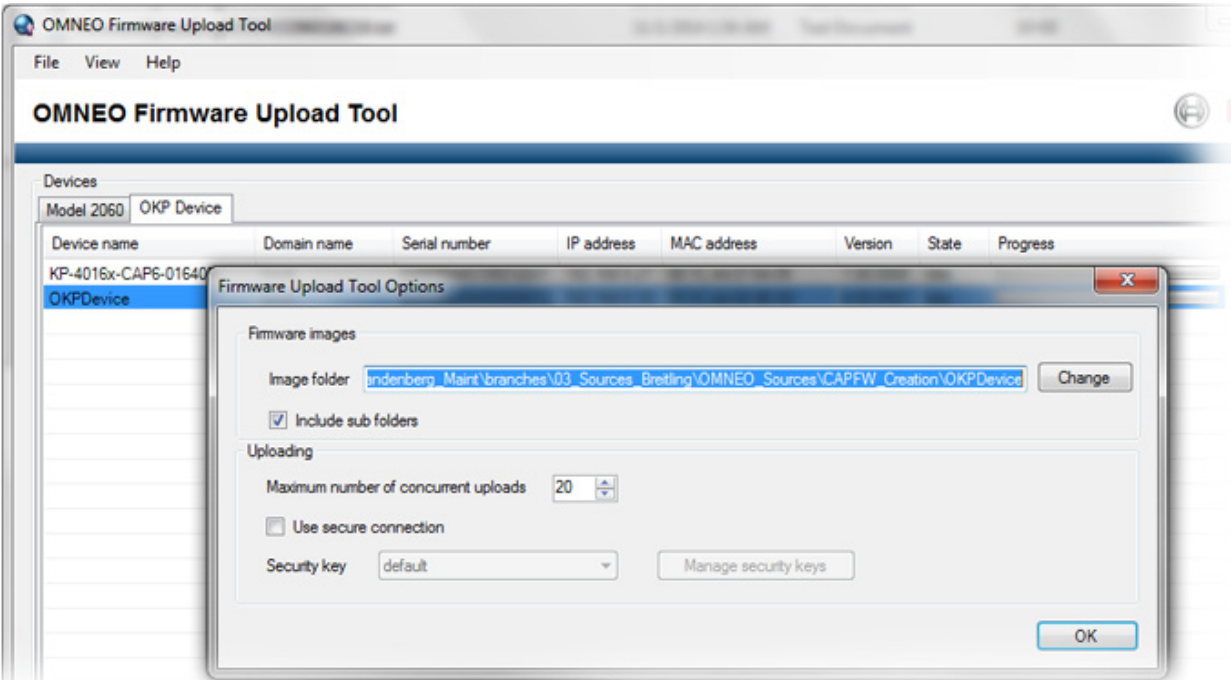 OMNEO Firmware Upload Tool
File View Help
OMNEO Firmware Upload Tool
Devices
Model 2060 OKP Device
Device name Domain name Serial number IP address MAC address Version State Progress
KP-4016x-CAP6-01640
OKPDevice
Firmware Upload Tool Options
Firmware images
Image folder andenberg_Maint\branches\03_Sources_Breitling\OMNEO_Sources\CAPFW_Creation\OKPDevice Change
Include sub folders
Uploading
Maximum number of concurrent uploads 20
Use secure connection
Security key default Manage security keys
OK